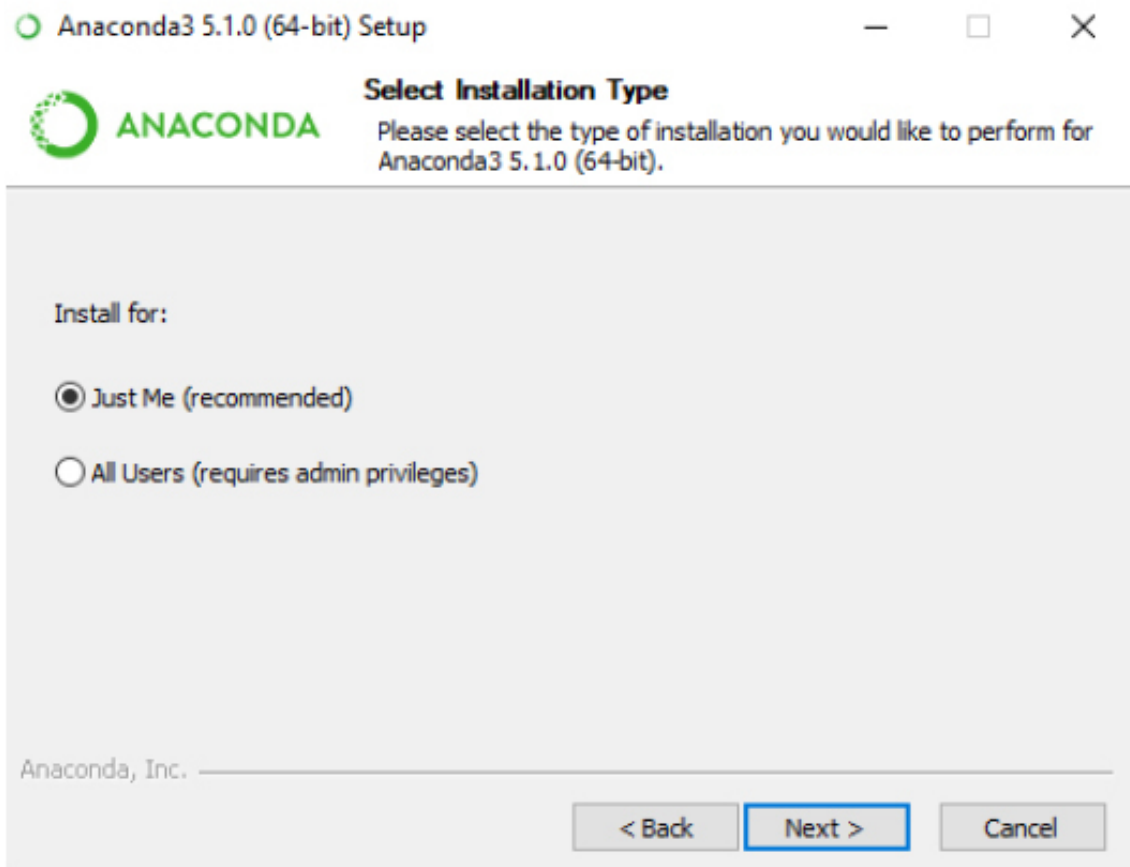 Anaconda3 5.1.0 (64-bit) Setup
ANACONDA
Select Installation Type
Please select the type of installation you would like to perform for
Anaconda3 5.1.0 (64-bit).
Install for:
Just Me (recommended)
All Users (requires admin privileges)
Anaconda, Inc.
< Back
Next >
Cancel